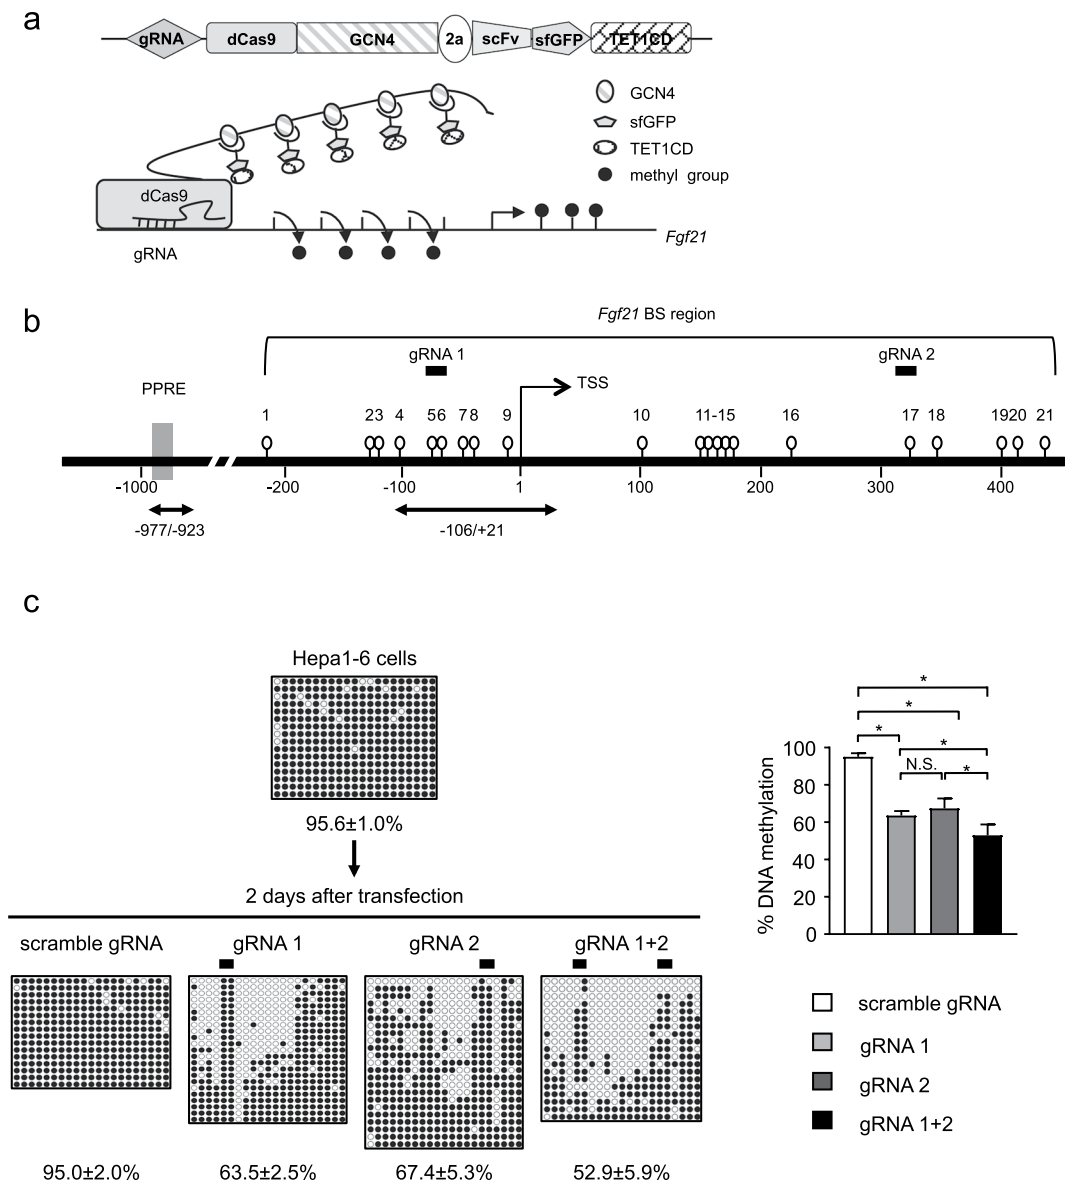 a
gRNA dCas9 GCN4 2a scFv sfGFP TET1CD
GCN4
sfGFP
TET1CD
methyl group
dCas9
gRNA
Fgf21
b
Fgf21 BS region
gRNA 1 gRNA 2
PPRE
TSS
1 23 4 56 78 9 10 11-15 16 17 18 1920 21
-1000 -200 -100 1 100 200 300 400
-977/-923 -106/+21
c
Hepa1-6 cells
95.6±1.0%
2 days after transfection
scramble gRNA gRNA 1 gRNA 2 gRNA 1+2
95.0±2.0% 63.5±2.5% 67.4±5.3% 52.9±5.9%
*
*
* *
N.S. *
% DNA methylation
100
80
60
40
20
0
scramble gRNA
gRNA 1
gRNA 2
gRNA 1+2